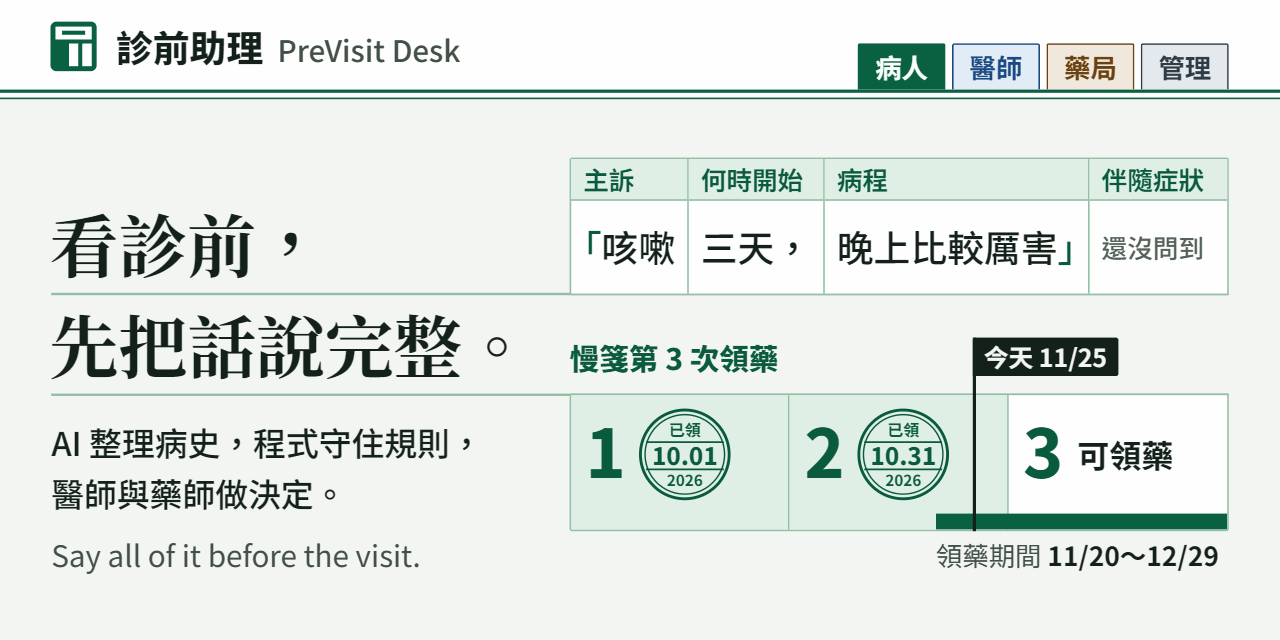 診前助理 PreVisit Desk
病人 醫師 藥局 管理
看診前，
先把話說完整。
AI 整理病史，程式守住規則，
醫師與藥師做決定。
Say all of it before the visit.
主訴 何時開始 病程 伴隨症狀
「咳嗽 三天， 晚上比較厲害」 還沒問到
慢箋第 3 次領藥
今天 11/25
1 已領 10.01 2026
2 已領 10.31 2026
3 可領藥
領藥期間 11/20～12/29